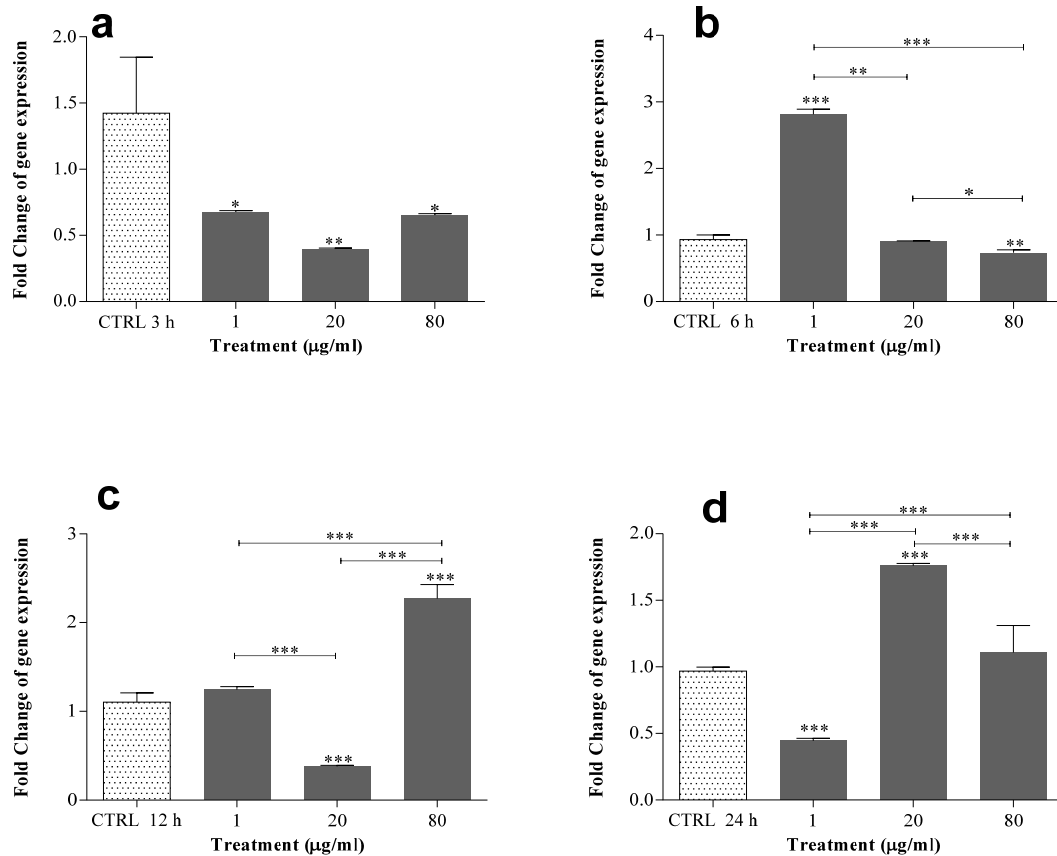 a
Fold Change of gene expression
2.0
1.5
1.0
0.5
0.0
*
**
*
CTRL 3 h 1 20 80
Treatment (μg/ml)
b
Fold Change of gene expression
4
3
2
1
0
***
**
***
*
**
CTRL 6 h 1 20 80
Treatment (μg/ml)
c
Fold Change of gene expression
3
2
1
0
***
***
***
***
***
CTRL 12 h 1 20 80
Treatment (μg/ml)
d
Fold Change of gene expression
2.0
1.5
1.0
0.5
0.0
***
***
***
***
***
CTRL 24 h 1 20 80
Treatment (μg/ml)